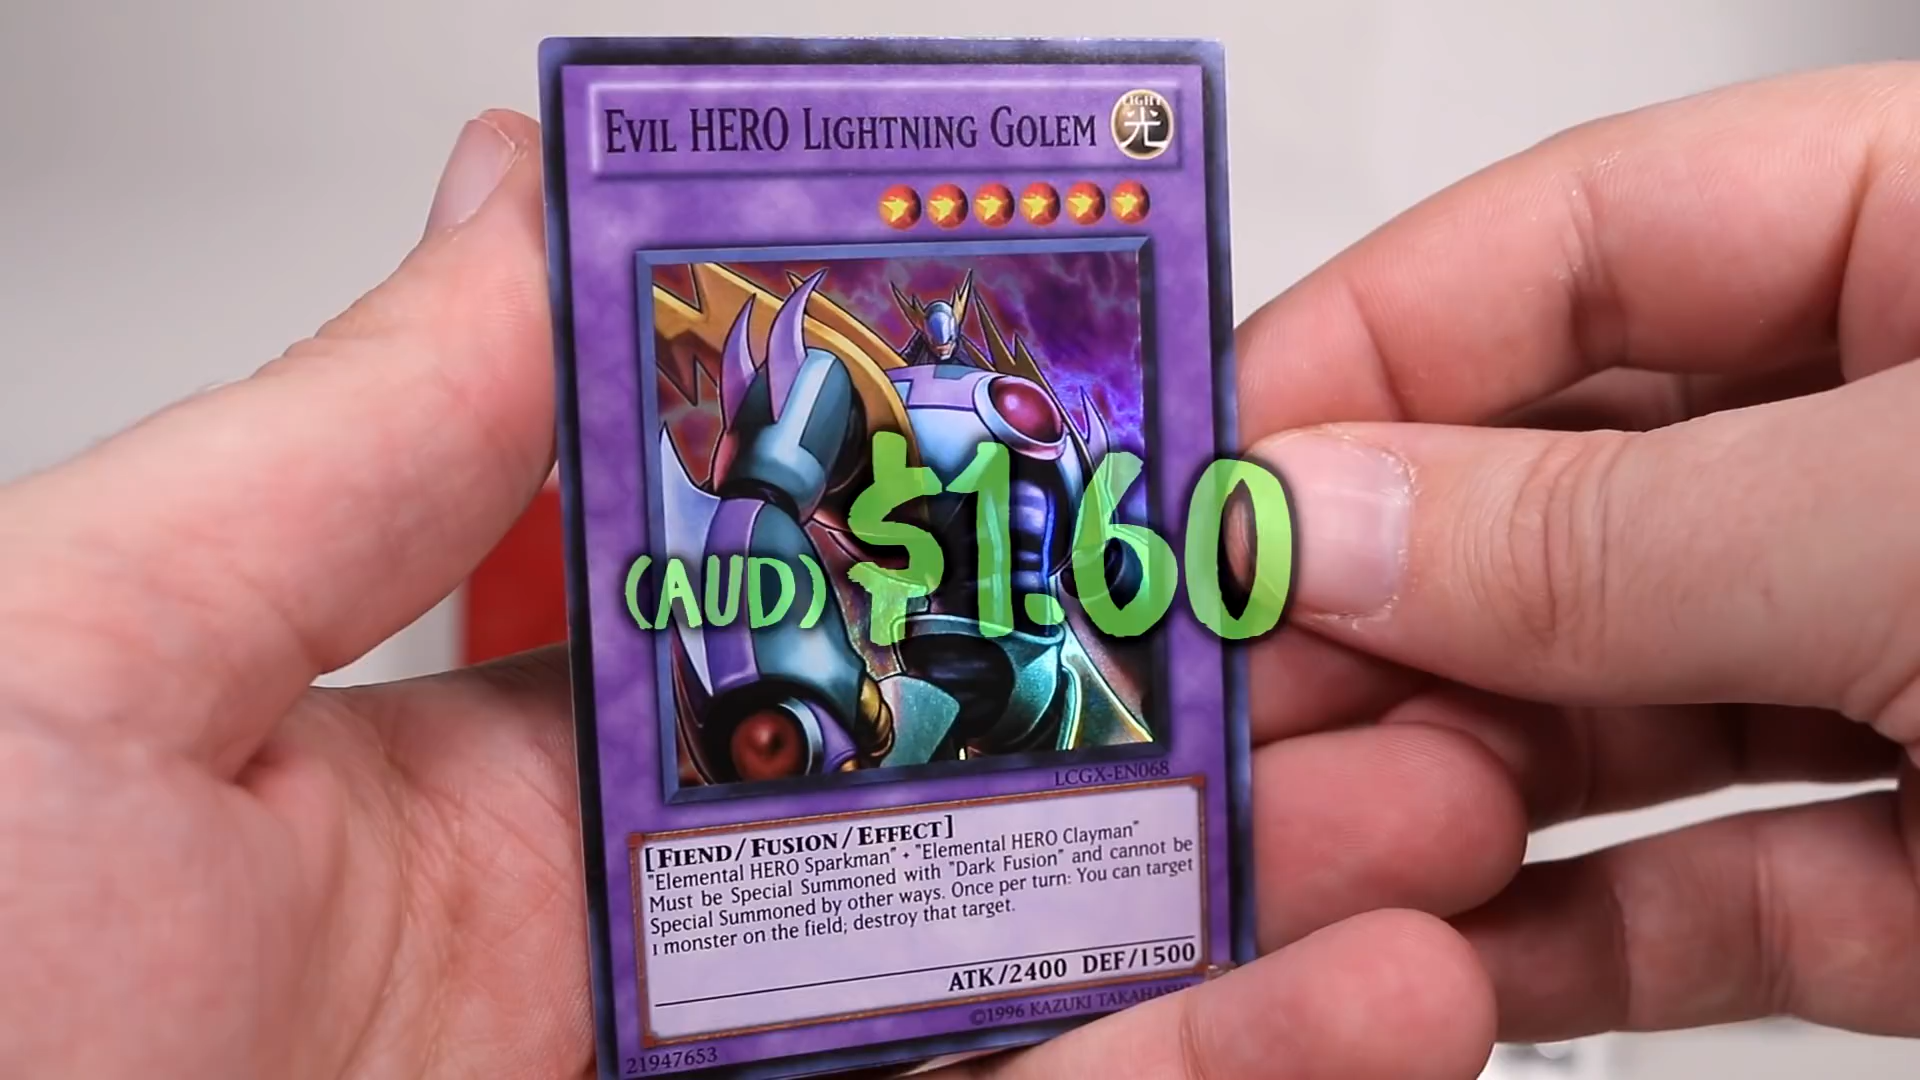 EVIL HERO LIGHTNING GOLEM
LIGHT
光
(AUD) $1.60
LCGX-EN068
[FIEND/FUSION/EFFECT]
"Elemental HERO Sparkman" + "Elemental HERO Clayman"
Must be Special Summoned with "Dark Fusion" and cannot be
Special Summoned by other ways. Once per turn: You can target
1 monster on the field; destroy that target.
ATK/2400 DEF/1500
21947653
©1996 KAZUKI TAKAHASHI